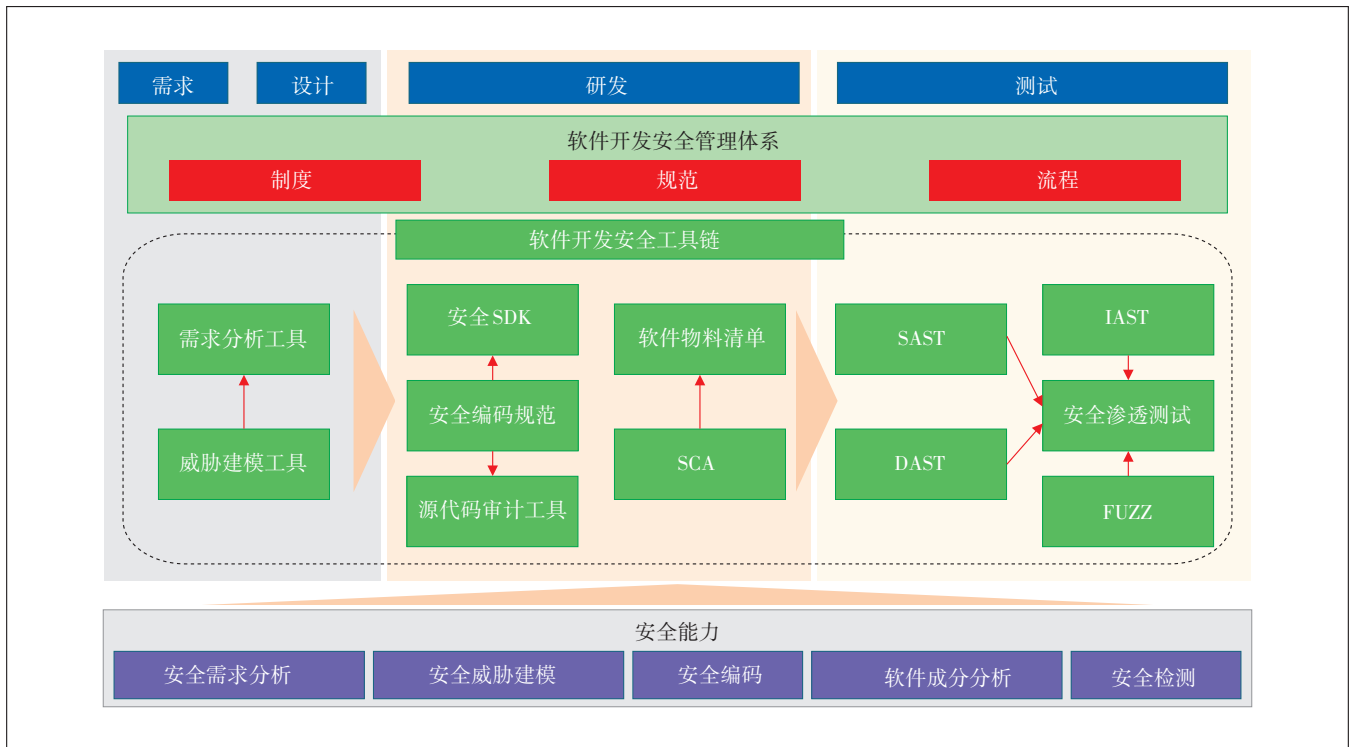 需求
设计
研发
测试
软件开发安全管理体系
制度
规范
流程
软件开发安全工具链
需求分析工具
威胁建模工具
安全SDK
安全编码规范
源代码审计工具
软件物料清单
SCA
SAST
DAST
IAST
安全渗透测试
FUZZ
安全能力
安全需求分析
安全威胁建模
安全编码
软件成分分析
安全检测